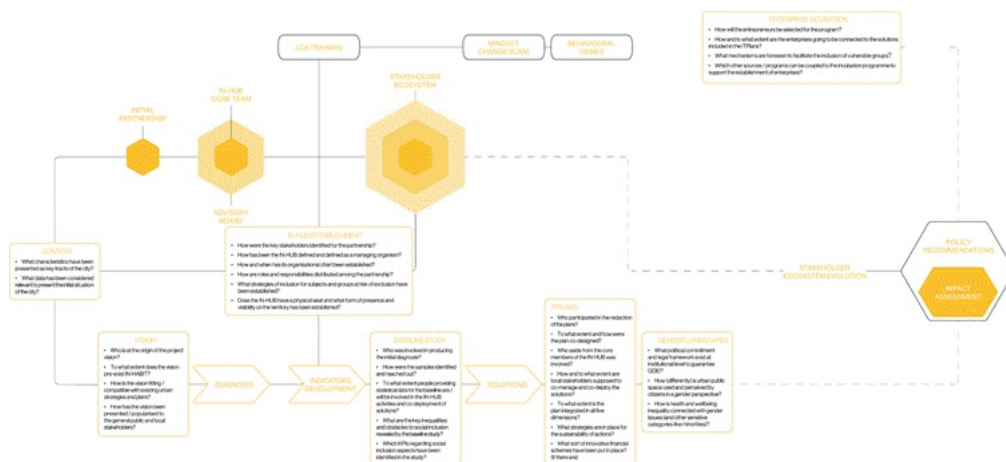 ENTERPRISE INCUBATION
• How will the entrepreneurs be selected for the program?
• How and to what extent are the enterprises going to be connected to the solutions
included in the ITPlans?
• What mechanisms are foreseen to facilitate the inclusion of vulnerable groups?
• Which other sources / programs can be coupled to the incubation programme to
support the establishment of enterprises?
LCA TRAINING
MINDSET
CHANGE/SCAN
BEHAVIOURAL
GAMES
STAKEHOLDER
ECOSYSTEM
IN-HUB
CORE TEAM
INITIAL
PARTNERSHIP
ADVISORY
BOARD
CONTEXT
• What characteristics have been
presented as key tracts of the city?
• What data has been considered
relevant to present the initial situation
of the city?
IN-HUB ESTABLISHMENT
• How were the key stakeholders identified for the partnership?
• How has been the IN-HUB defined and defined as a managing organism?
• How and when has its organisational chart been established?
• How are roles and responsibilities distributed among the partnership?
• What strategies of inclusion for subjects and groups at risk of exclusion have
been established?
• Does the IN-HUB have a physical seat and what form of presence and
visibility on the territory has been established?
STAKEHOLDER
ECOSYSTEM EVOLUTION
POLICY
RECOMMENDATIONS
IMPACT
ASSESSMENT
VISION
• Who is at the origin of the project
vision?
• To what extent does the vision
pre-exist IN-HABIT?
• How is the vision fitting /
compatible with existing urban
strategies and plans?
• How has the vision been
presented / popularised to the
general public and local
stakeholders?
DIAGNOSIS
INDICATORS
DEVELOPMENT
BASELINE STUDY
• Who was involved in producing
the initial diagnosis?
• How were the samples identified
and reached out?
• To what extent people providing
statistical data for the baseline are /
will be involved in the IN-HUB
activities and co-deployment of
solutions?
• What are the key inequalities
and obstacles to social inclusion
revealed by the baseline study?
• Which KPIs regarding social
inclusion aspects have been
identified in the study?
SOLUTIONS
• Who participated in the redaction
of the plans?
• To what extent and how were
the plan co-designed?
• Who aside from the core
members of the IN-HUB was
involved?
• How and to what extent are
local stakeholders supposed to
co-manage and co-deploy the
solutions?
• To what extent is the
plan integrated in all five
dimensions?
• What strategies are in place for
the sustainability of actions?
• What sort of innovative financial
schemes have been put in place?
(if there are)
GENDER LANDSCAPES
• What political commitment
and legal framework exist at
institutional level to guarantee
GDEI?
• How (differently) is urban public
space used and perceived by
citizens in a gender perspective?
• How is health and wellbeing
inequality connected with gender
issues (and other sensitive
categories like minorities)?